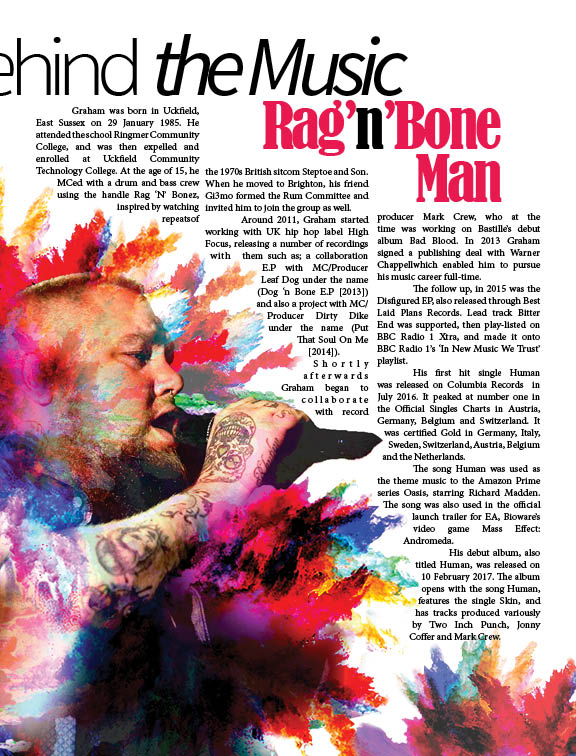 ehind the Music
Rag'n'Bone
Man
Graham was born in Uckfield,
East Sussex on 29 January 1985. He
attended the school Ringmer Community
College, and was then expelled and
enrolled at Uckfield Community
Technology College. At the age of 15, he
MCed with a drum and bass crew
using the handle Rag 'N' Bonez,
inspired by watching
repeatsof
the 1970s British sitcom Steptoe and Son.
When he moved to Brighton, his friend
Gi3mo formed the Rum Committee and
invited him to join the group as well.
Around 2011, Graham started
working with UK hip hop label High
Focus, releasing a number of recordings
with them such as; a collaboration
E.P with MC/Producer
Leaf Dog under the name
(Dog 'n Bone E.P [2013])
and also a project with MC/
Producer Dirty Dike
under the name (Put
That Soul On Me
[2014]).
Shortly
afterwards
Graham began to
collaborate
with record
producer Mark Crew, who at the
time was working on Bastille's debut
album Bad Blood. In 2013 Graham
signed a publishing deal with Warner
Chappellwhich enabled him to pursue
his music career full-time.
The follow up, in 2015 was the
Disfigured EP, also released through Best
Laid Plans Records. Lead track Bitter
End was supported, then play-listed on
BBC Radio 1 Xtra, and made it onto
BBC Radio 1's 'In New Music We Trust'
playlist.
His first hit single Human
was released on Columbia Records in
July 2016. It peaked at number one in
the Official Singles Charts in Austria,
Germany, Belgium and Switzerland. It
was certified Gold in Germany, Italy,
Sweden, Switzerland, Austria, Belgium
and the Netherlands.
The song Human was used as
the theme music to the Amazon Prime
series Oasis, starring Richard Madden.
The song was also used in the official
launch trailer for EA, Bioware's
video game Mass Effect:
Andromeda.
His debut album, also
titled Human, was released on
10 February 2017. The album
opens with the song Human,
features the single Skin, and
has tracks produced variously
by Two Inch Punch, Jonny
Coffer and Mark Crew.